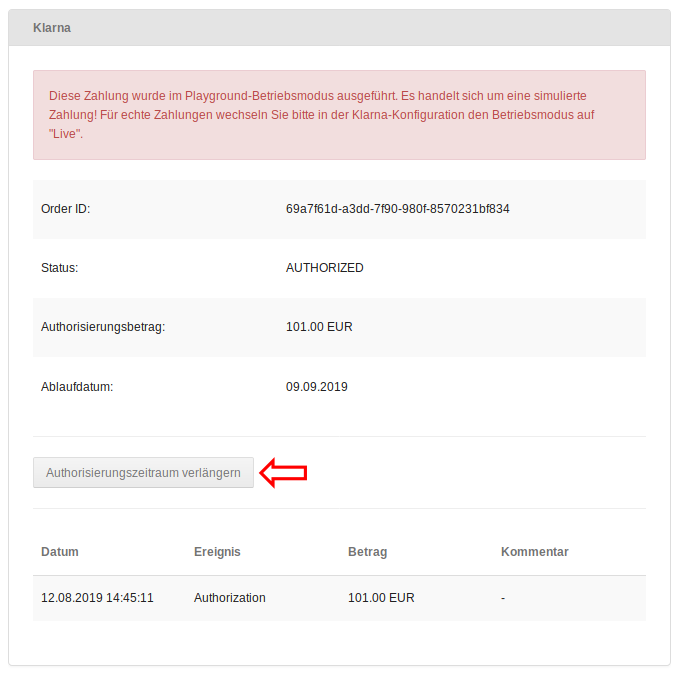 Klarna
Diese Zahlung wurde im Playground-Betriebsmodus ausgeführt. Es handelt sich um eine simulierte
Zahlung! Für echte Zahlungen wechseln Sie bitte in der Klarna-Konfiguration den Betriebsmodus auf
"Live".
Order ID: 69a7f61d-a3dd-7f90-980f-8570231bf834
Status: AUTHORIZED
Authorisierungsbetrag: 101.00 EUR
Ablaufdatum: 09.09.2019
Authorisierungszeitraum verlängern
Datum Ereignis Betrag Kommentar
12.08.2019 14:45:11 Authorization 101.00 EUR -